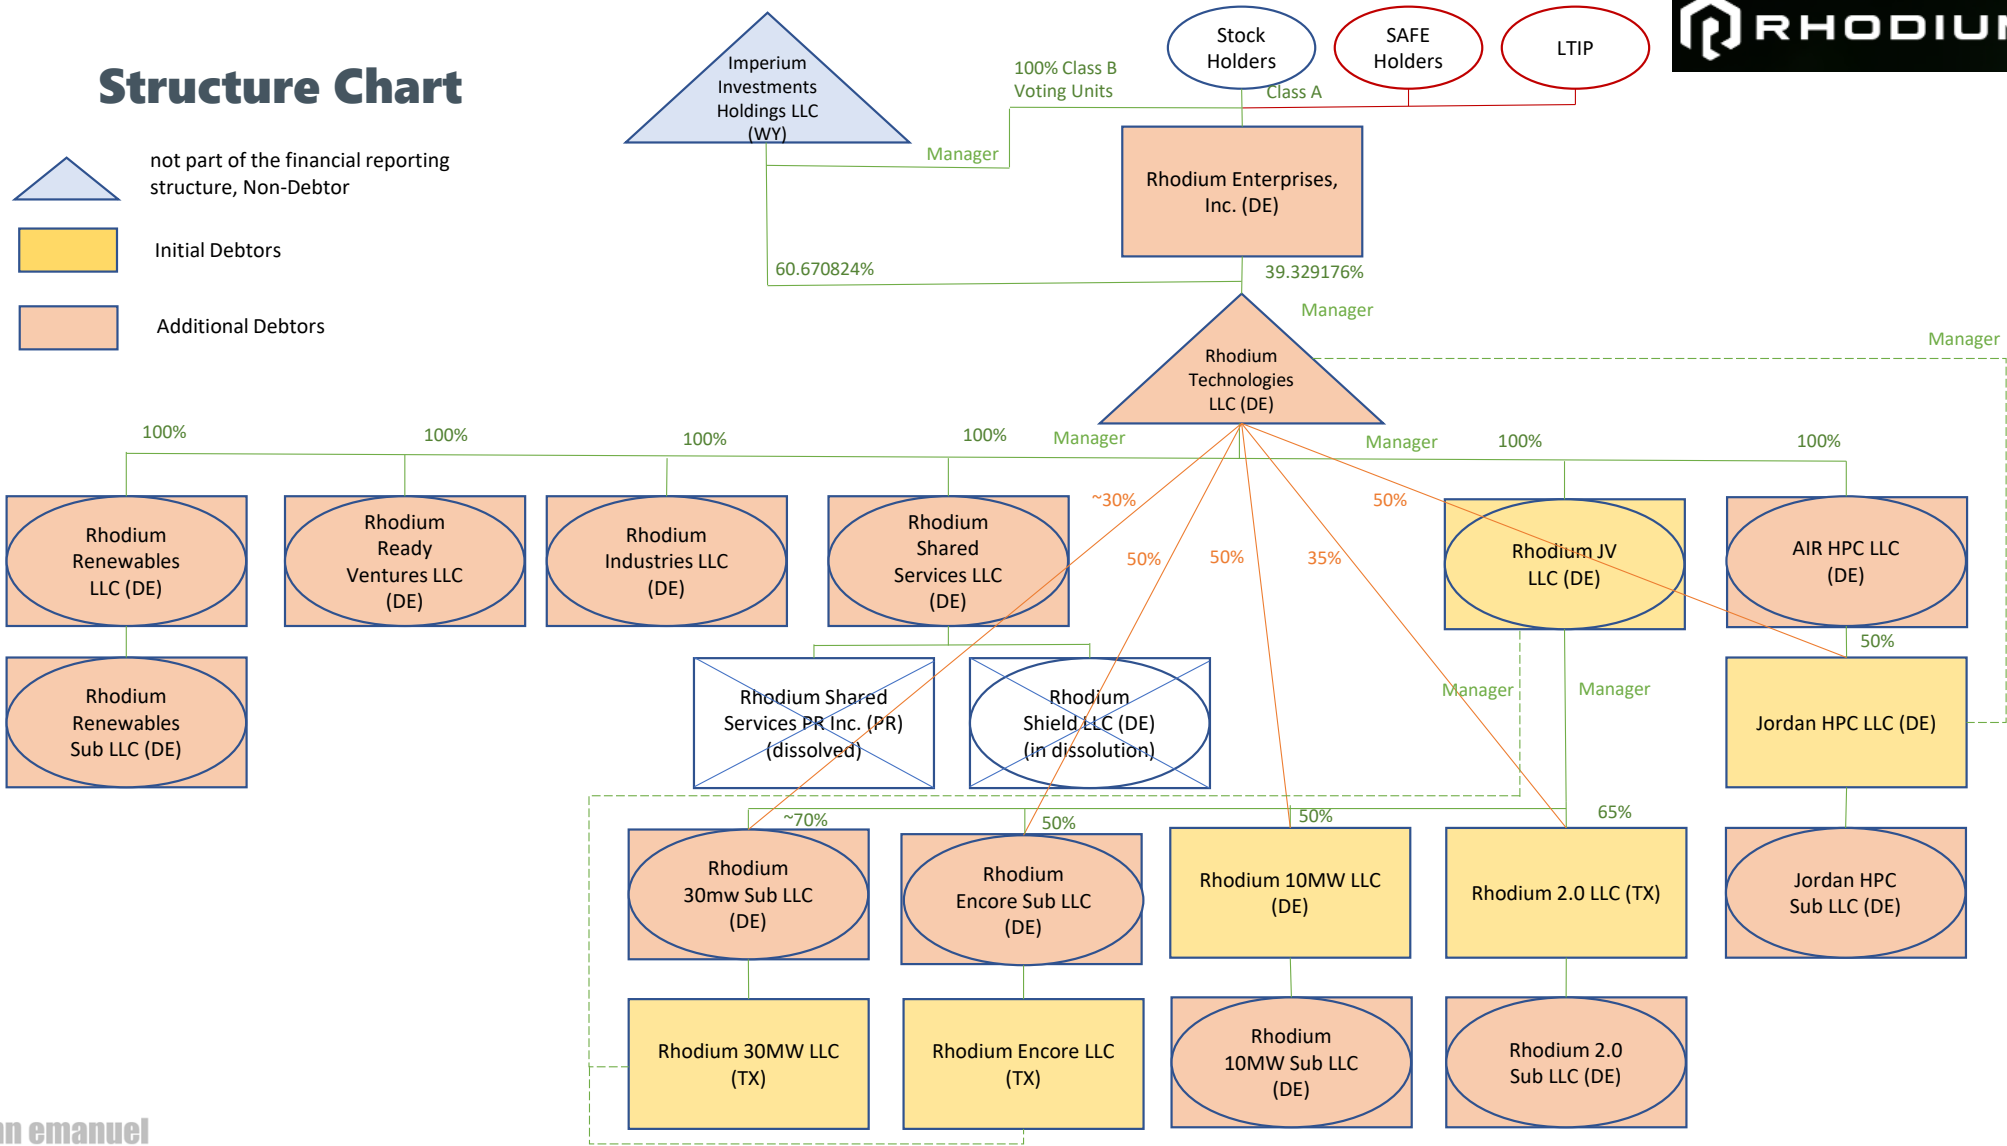 Structure Chart
not part of the financial reporting
structure, Non-Debtor
Initial Debtors
Additional Debtors
Imperium
Investments
Holdings LLC
(WY)
100% Class B
Voting Units
Manager
Stock
Holders
SAFE
Holders
LTIP
Class A
RHODIUM
Rhodium Enterprises,
Inc. (DE)
60.670824%
39.329176%
Manager
Manager
Rhodium
Technologies
LLC (DE)
100%
100%
100%
100%
Manager
Manager
100%
100%
~30%
50%
50%
50%
35%
Rhodium
Renewables
LLC (DE)
Rhodium
Ready
Ventures LLC
(DE)
Rhodium
Industries LLC
(DE)
Rhodium
Shared
Services LLC
(DE)
Rhodium JV
LLC (DE)
AIR HPC LLC
(DE)
50%
Rhodium
Renewables
Sub LLC (DE)
Rhodium Shared
Services PR Inc. (PR)
(dissolved)
Rhodium
Shield LLC (DE)
(in dissolution)
Manager
Manager
Jordan HPC LLC (DE)
~70%
50%
50%
65%
Rhodium
30mw Sub LLC
(DE)
Rhodium
Encore Sub LLC
(DE)
Rhodium 10MW LLC
(DE)
Rhodium 2.0 LLC (TX)
Jordan HPC
Sub LLC (DE)
Rhodium 30MW LLC
(TX)
Rhodium Encore LLC
(TX)
Rhodium
10MW Sub LLC
(DE)
Rhodium 2.0
Sub LLC (DE)
emanuel